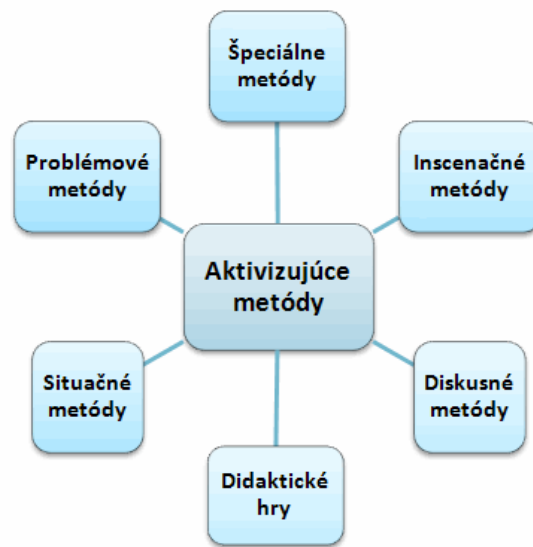 Špeciálne
metódy
Problémové
metódy
Inscenačné
metódy
Aktivizujúce
metódy
Situačné
metódy
Diskusné
metódy
Didaktické
hry